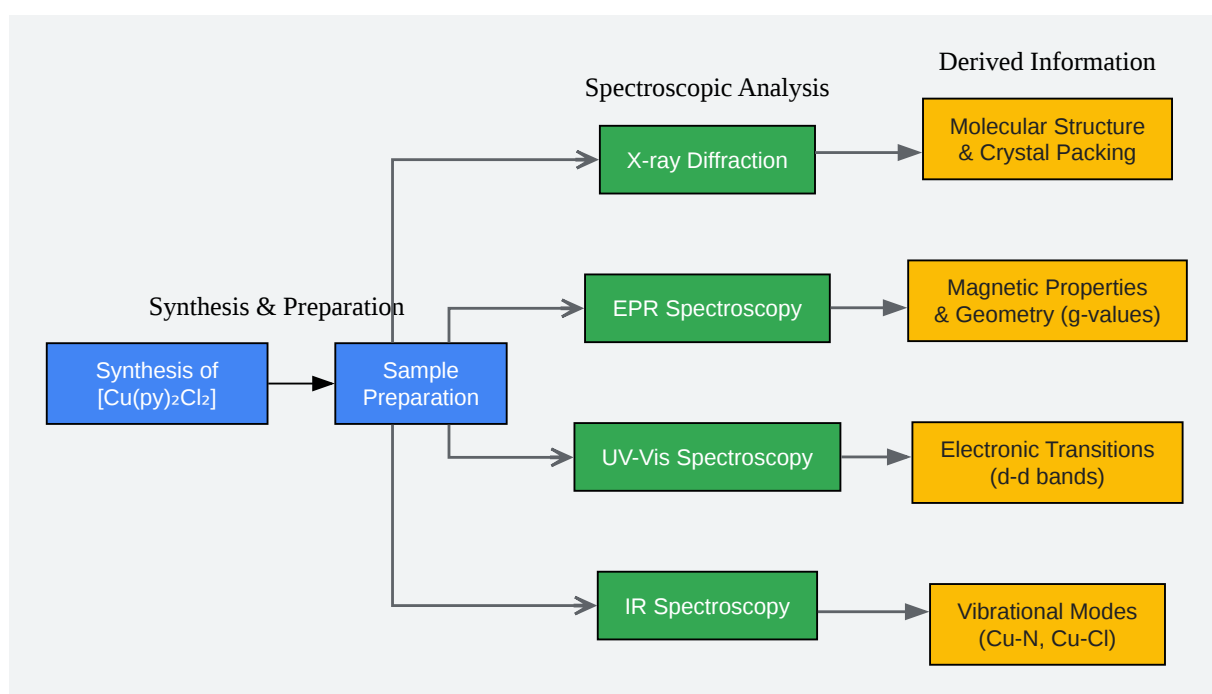 Derived Information
Spectroscopic Analysis
Synthesis & Preparation
Synthesis of
[Cu(py)₂Cl₂]
Sample
Preparation
X-ray Diffraction
Molecular Structure
& Crystal Packing
EPR Spectroscopy
Magnetic Properties
& Geometry (g-values)
UV-Vis Spectroscopy
Electronic Transitions
(d-d bands)
IR Spectroscopy
Vibrational Modes
(Cu-N, Cu-Cl)